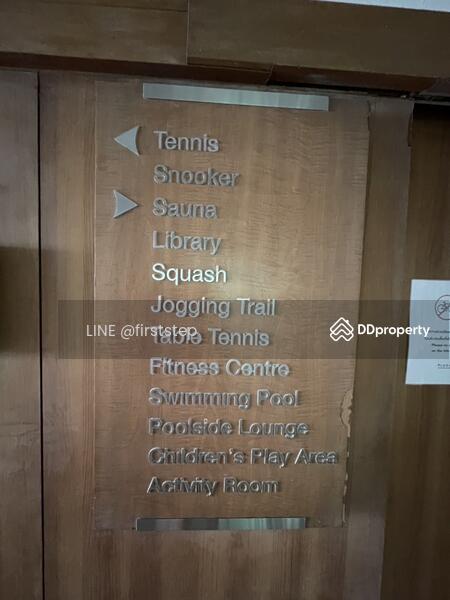 Tennis
Snooker
Sauna
Library
Squash
Jogging Trail
LINE @firststep
DDproperty
Table Tennis
Fitness Centre
Swimming Pool
Poolside Lounge
Children's Play Area
Activity Room